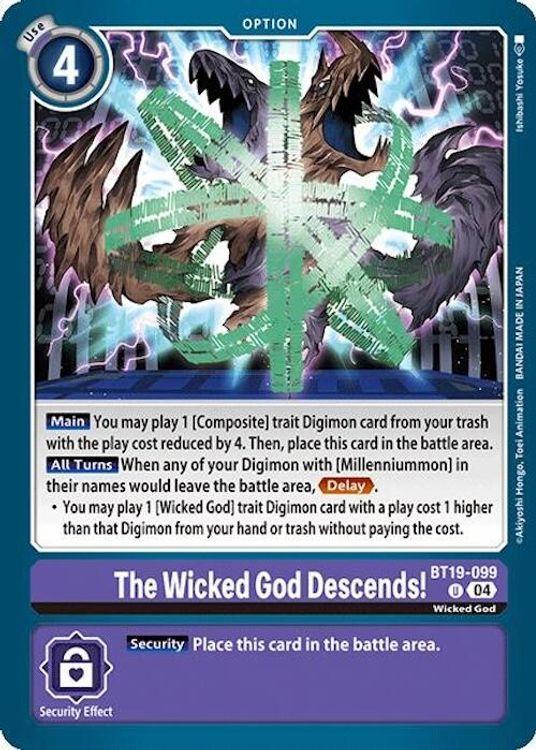 OPTION
Use
4
Ishibashi Yosuke
©Akiyoshi Hongo, Toei Animation BANDAI MADE IN JAPAN
Main You may play 1 [Composite] trait Digimon card from your trash
with the play cost reduced by 4. Then, place this card in the battle area.
All Turns When any of your Digimon with [Millenniummon] in
their names would leave the battle area, Delay.
• You may play 1 [Wicked God] trait Digimon card with a play cost 1 higher
than that Digimon from your hand or trash without paying the cost.
The Wicked God Descends!
BT19-099
U 04
Wicked God
Security Place this card in the battle area.
Security Effect